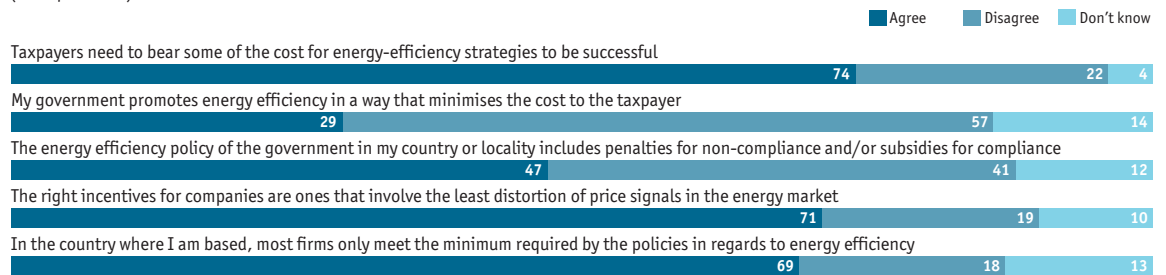 Agree Disagree Don't know
Taxpayers need to bear some of the cost for energy-efficiency strategies to be successful
74 22 4
My government promotes energy efficiency in a way that minimises the cost to the taxpayer
29 57 14
The energy efficiency policy of the government in my country or locality includes penalties for non-compliance and/or subsidies for compliance
47 41 12
The right incentives for companies are ones that involve the least distortion of price signals in the energy market
71 19 10
In the country where I am based, most firms only meet the minimum required by the policies in regards to energy efficiency
69 18 13